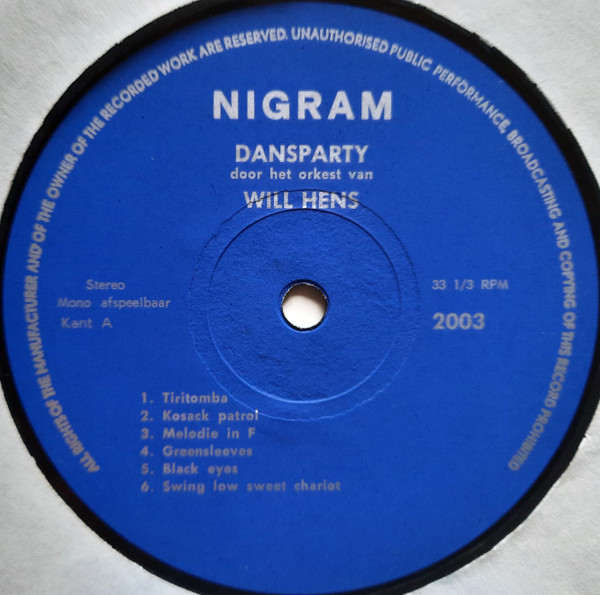 ALL RIGHTS OF THE MANUFACTURER AND OF THE OWNER OF THE RECORDED WORK ARE RESERVED. UNAUTHORISED PUBLIC PERFORMANCE, BROADCASTING AND COPYING OF THIS RECORD PROHIBITED
NIGRAM
DANSPARTY
door het orkest van
WILL HENS
Stereo
Mono afspeelbaar
Kant A
33 1/3 RPM
2003
1. Tiritomba
2. Kosack patrol
3. Melodie in F
4. Greensleeves
5. Black eyes
6. Swing low sweet chariot